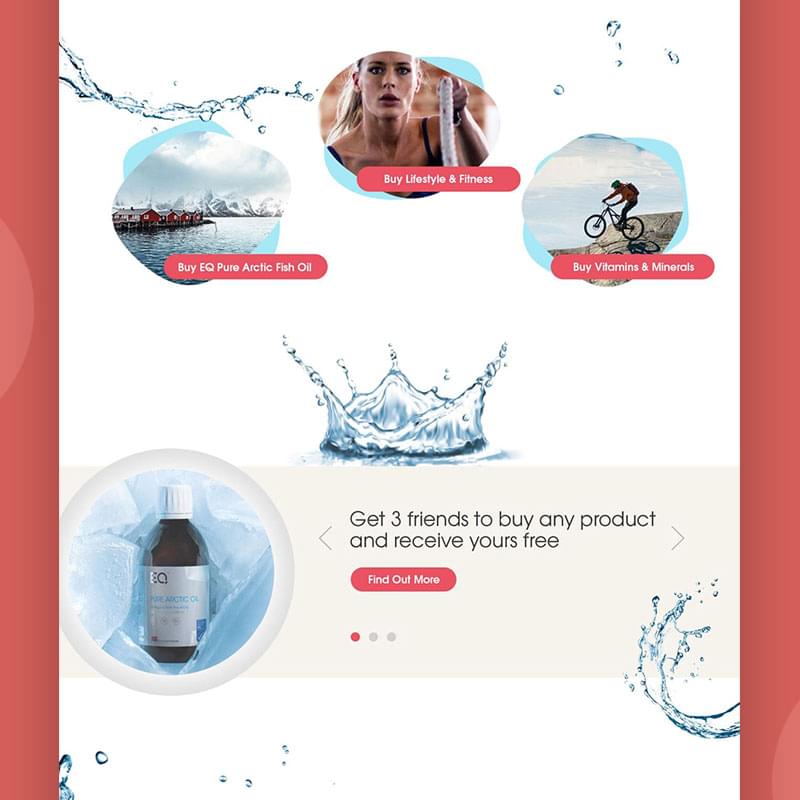 Buy Lifestyle & Fitness
Buy EQ Pure Arctic Fish Oil
Buy Vitamins & Minerals
Get 3 friends to buy any product
and receive yours free
Find Out More
EQ
PURE ARCTIC OIL